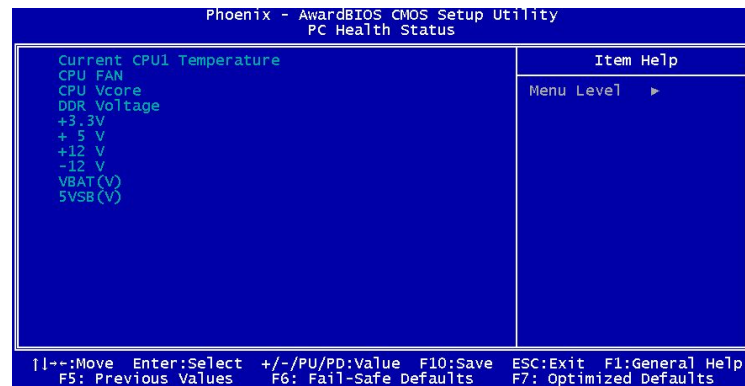 Phoenix - AwardBIOS CMOS Setup Utility
PC Health Status
Current CPU1 Temperature
CPU FAN
CPU Vcore
DDR Voltage
+3.3V
+ 5 V
+12 V
-12 V
VBAT(V)
5VSB(V)
Item Help
Menu Level ►
↑↓→←:Move Enter:Select +/-/PU/PD:Value F10:Save ESC:Exit F1:General Help
F5: Previous Values F6: Fail-Safe Defaults F7: Optimized Defaults